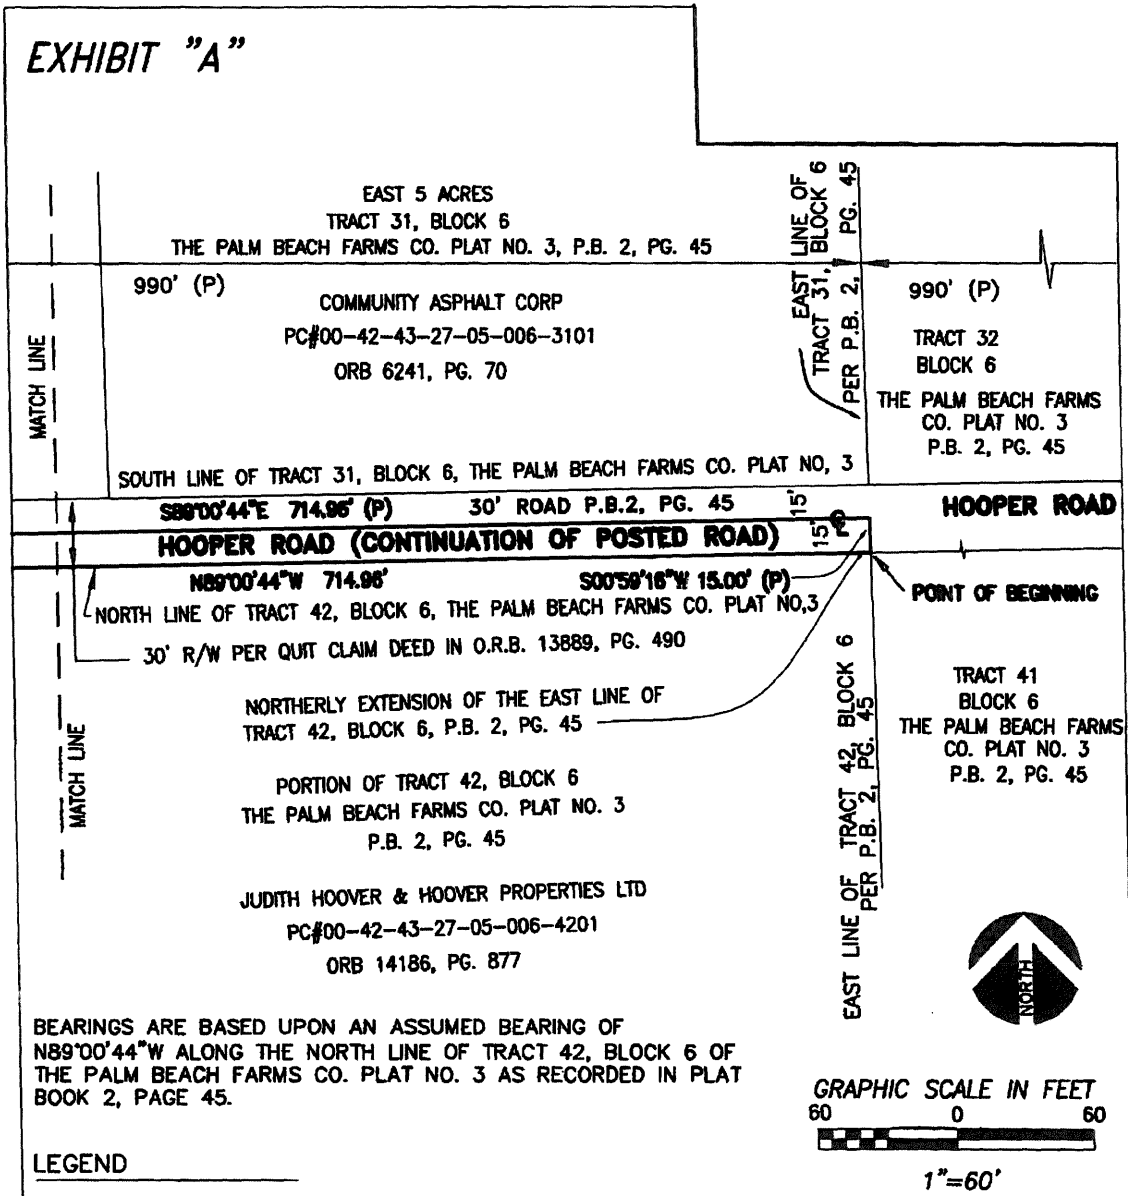 EXHIBIT "A"
EAST 5 ACRES
TRACT 31, BLOCK 6
THE PALM BEACH FARMS CO. PLAT NO. 3, P.B. 2, PG. 45
990' (P)
COMMUNITY ASPHALT CORP
PC#00-42-43-27-05-006-3101
ORB 6241, PG. 70
MATCH LINE
EAST LINE OF
TRACT 31, BLOCK 6
PER P.B. 2, PG. 45
990' (P)
TRACT 32
BLOCK 6
THE PALM BEACH FARMS
CO. PLAT NO. 3
P.B. 2, PG. 45
SOUTH LINE OF TRACT 31, BLOCK 6, THE PALM BEACH FARMS CO. PLAT NO, 3
S89°00'44"E 714.96' (P)
30' ROAD P.B.2, PG. 45
15'
15'
HOOPER ROAD
HOOPER ROAD (CONTINUATION OF POSTED ROAD)
N89°00'44"W 714.96'
S00°59'16"W 15.00' (P)
POINT OF BEGINNING
NORTH LINE OF TRACT 42, BLOCK 6, THE PALM BEACH FARMS CO. PLAT NO,3
30' R/W PER QUIT CLAIM DEED IN O.R.B. 13889, PG. 490
NORTHERLY EXTENSION OF THE EAST LINE OF
TRACT 42, BLOCK 6, P.B. 2, PG. 45
MATCH LINE
PORTION OF TRACT 42, BLOCK 6
THE PALM BEACH FARMS CO. PLAT NO. 3
P.B. 2, PG. 45
EAST LINE OF TRACT 42, BLOCK 6
PER P.B. 2, PG. 45
TRACT 41
BLOCK 6
THE PALM BEACH FARMS
CO. PLAT NO. 3
P.B. 2, PG. 45
JUDITH HOOVER & HOOVER PROPERTIES LTD
PC#00-42-43-27-05-006-4201
ORB 14186, PG. 877
NORTH
BEARINGS ARE BASED UPON AN ASSUMED BEARING OF
N89°00'44"W ALONG THE NORTH LINE OF TRACT 42, BLOCK 6 OF
THE PALM BEACH FARMS CO. PLAT NO. 3 AS RECORDED IN PLAT
BOOK 2, PAGE 45.
GRAPHIC SCALE IN FEET
60 0 60
1"=60'
LEGEND